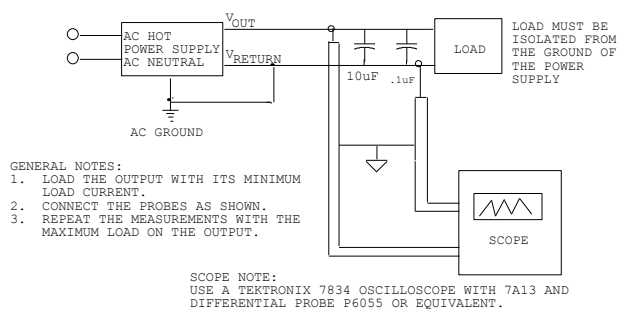 VOUT
AC HOT
POWER SUPPLY
AC NEUTRAL
VRETURN
10uF
.1uF
LOAD
LOAD MUST BE
ISOLATED FROM
THE GROUND OF
THE POWER
SUPPLY
AC GROUND
GENERAL NOTES:
1. LOAD THE OUTPUT WITH ITS MINIMUM
LOAD CURRENT.
2. CONNECT THE PROBES AS SHOWN.
3. REPEAT THE MEASUREMENTS WITH THE
MAXIMUM LOAD ON THE OUTPUT.
SCOPE
SCOPE NOTE:
USE A TEKTRONIX 7834 OSCILLOSCOPE WITH 7A13 AND
DIFFERENTIAL PROBE P6055 OR EQUIVALENT.